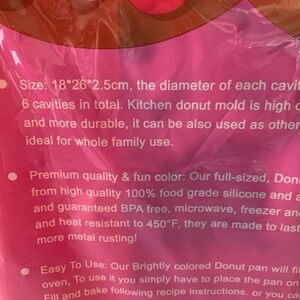 Size: 18*26*2.5cm, the diameter of each
6 cavities in total. Kitchen donut mold is high
and more durable, it can be also used as other
ideal for whole family use.
Premium quality & fun color: Our full-sized,
from high quality 100% food grade silicone and
and guaranteed BPA free, microwave, freezer
and heat resistant to 450°F, they are made to last
more metal rusting!
Easy To Use: Our Brightly colored Donut pan will
oven, To use it you simply have to place the pan on
Fill and bake following recipe instructions. or you